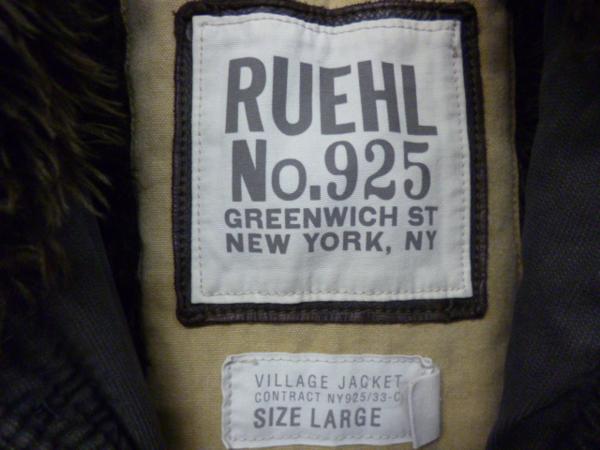 RUEHL
No.925
GREENWICH ST
NEW YORK, NY
VILLAGE JACKET
CONTRACT NY925/33-C
SIZE LARGE